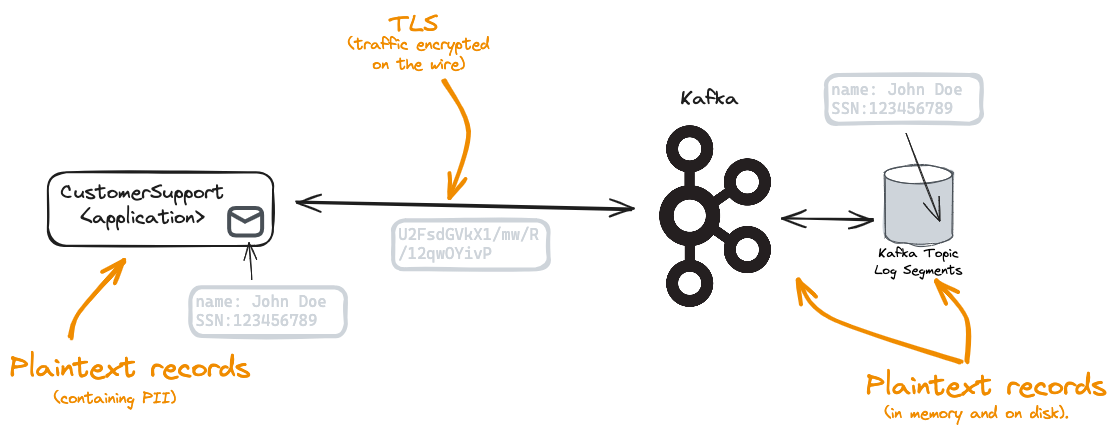 TLS
(traffic encrypted
on the wire)
Kafka
name: John Doe
SSN:123456789
CustomerSupport
<application>
U2FsdGVkX1/mw/R
/12qwOYivP
Kafka Topic
Log Segments
name: John Doe
SSN:123456789
Plaintext records
(containing PII)
Plaintext records
(in memory and on disk).